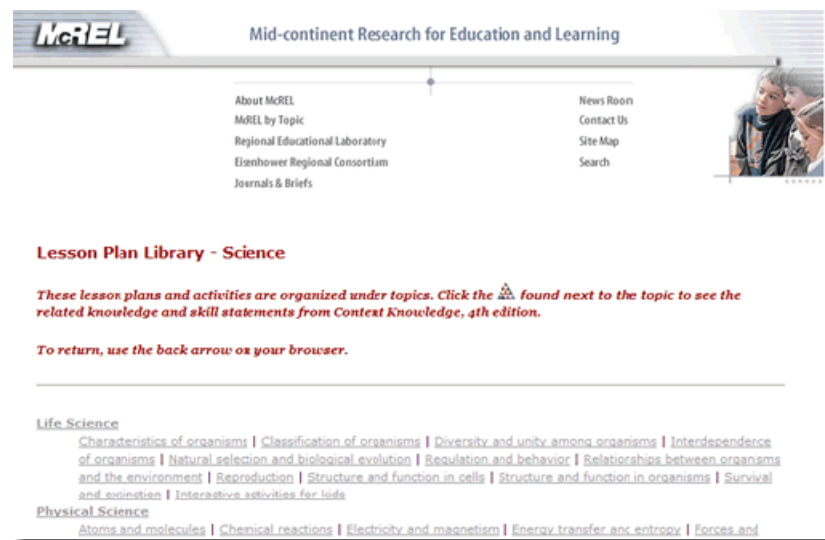 McREL
Mid-continent Research for Education and Learning
About McREL
McREL by Topic
Regional Educational Laboratory
Eisenhower Regional Consortium
Journals & Briefs
News Room
Contact Us
Site Map
Search
Lesson Plan Library - Science
These lesson plans and activities are organized under topics. Click the found next to the topic to see the
related knowledge and skill statements from Context Knowledge, 4th edition.
To return, use the back arrow on your browser.
Life Science
Characteristics of organisms | Classification of organisms | Diversity and unity among organisms | Interdependence
of organisms | Natural selection and biological evolution | Regulation and behavior | Relationships between organisms
and the environment | Reproduction | Structure and function in cells | Structure and function in organisms | Survival
and extinction | Interactive activities for kids
Physical Science
Atoms and molecules | Chemical reactions | Electricity and magnetism | Energy transfer and entropy | Forces and